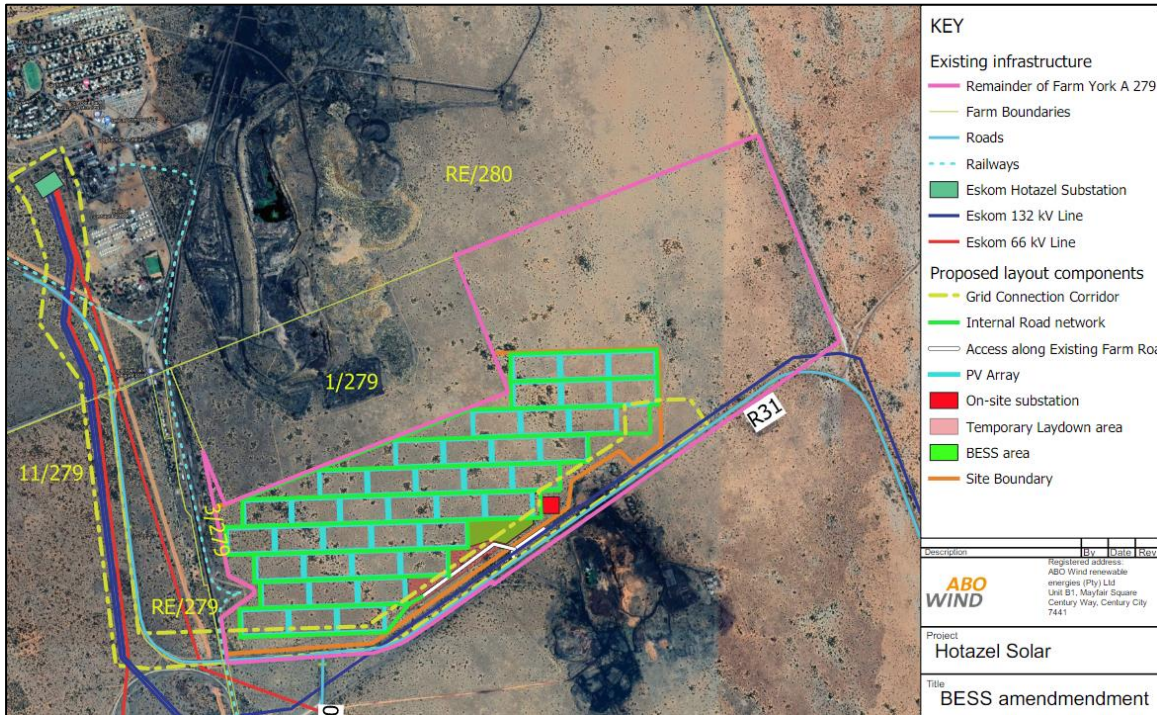 RE/280
1/279
11/279
3/279
RE/279
R31
0
KEY
Existing infrastructure
Remainder of Farm York A 279
Farm Boundaries
Roads
Railways
Eskom Hotazel Substation
Eskom 132 kV Line
Eskom 66 kV Line
Proposed layout components
Grid Connection Corridor
Internal Road network
Access along Existing Farm Roa
PV Array
On-site substation
Temporary Laydown area
BESS area
Site Boundary
Description By Date Rev
ABO
WIND
Registered address:
ABO Wind renewable
energies (Pty) Ltd
Unit B1, Mayfair Square
Century Way, Century City
7441
Project
Hotazel Solar
Title
BESS amendmendment